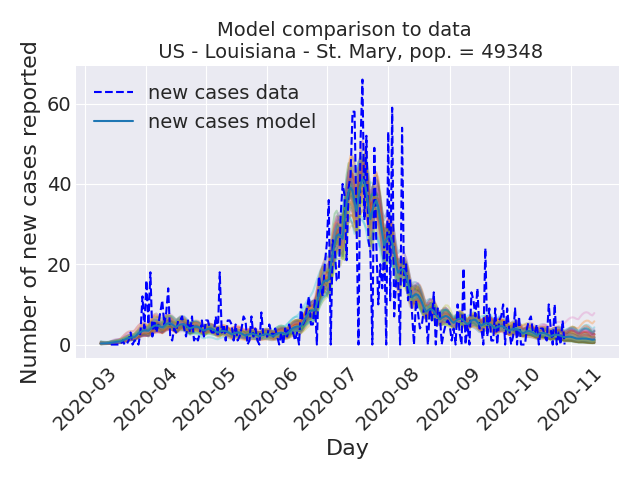 Model comparison to data
US - Louisiana - St. Mary, pop. = 49348
Number of new cases reported
60
40
20
0
new cases data
new cases model
2020-03
2020-04
2020-05
2020-06
2020-07
2020-08
2020-09
2020-10
2020-11
Day